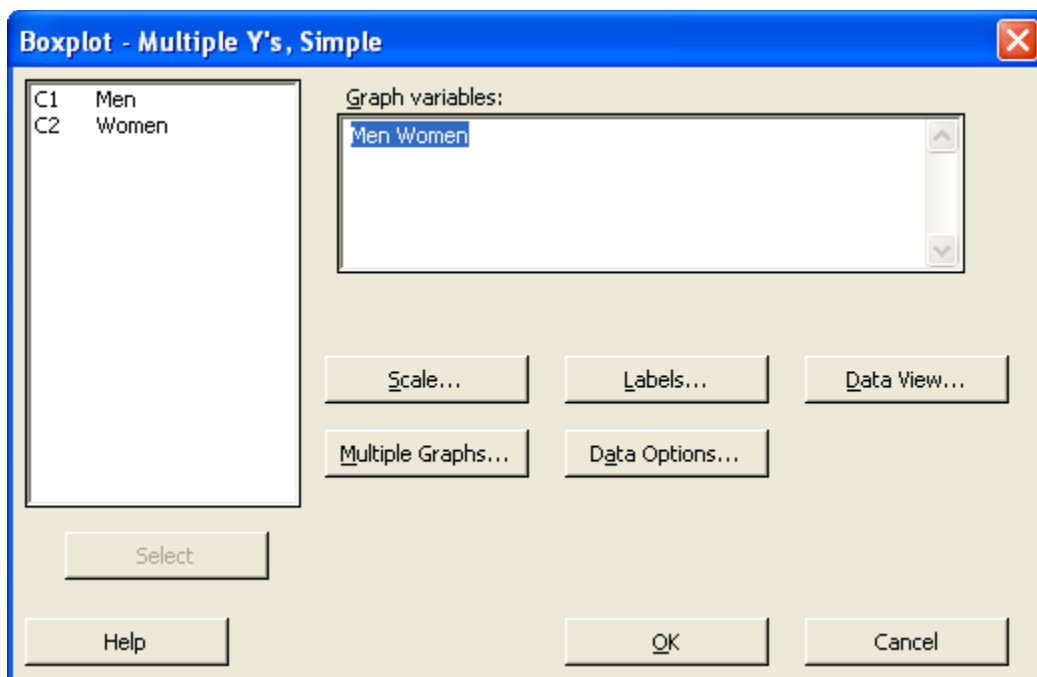 Boxplot - Multiple Y's, Simple
C1 Men
C2 Women
Graph variables:
Men Women
Scale...
Labels...
Data View...
Multiple Graphs...
Data Options...
Select
Help
OK
Cancel